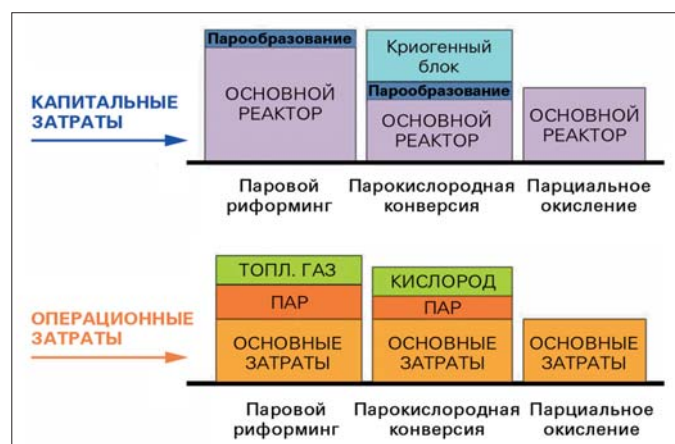 КАПИТАЛЬНЫЕ
ЗАТРАТЫ
Парообразование
ОСНОВНОЙ
РЕАКТОР
Криогенный
блок
Парообразование
ОСНОВНОЙ
РЕАКТОР
ОСНОВНОЙ
РЕАКТОР
Паровой
риформинг
Парокислородная
конверсия
Парциальное
окисление
ОПЕРАЦИОННЫЕ
ЗАТРАТЫ
ТОПЛ. ГАЗ
ПАР
ОСНОВНЫЕ
ЗАТРАТЫ
КИСЛОРОД
ПАР
ОСНОВНЫЕ
ЗАТРАТЫ
ОСНОВНЫЕ
ЗАТРАТЫ
Паровой
риформинг
Парокислородная
конверсия
Парциальное
окисление